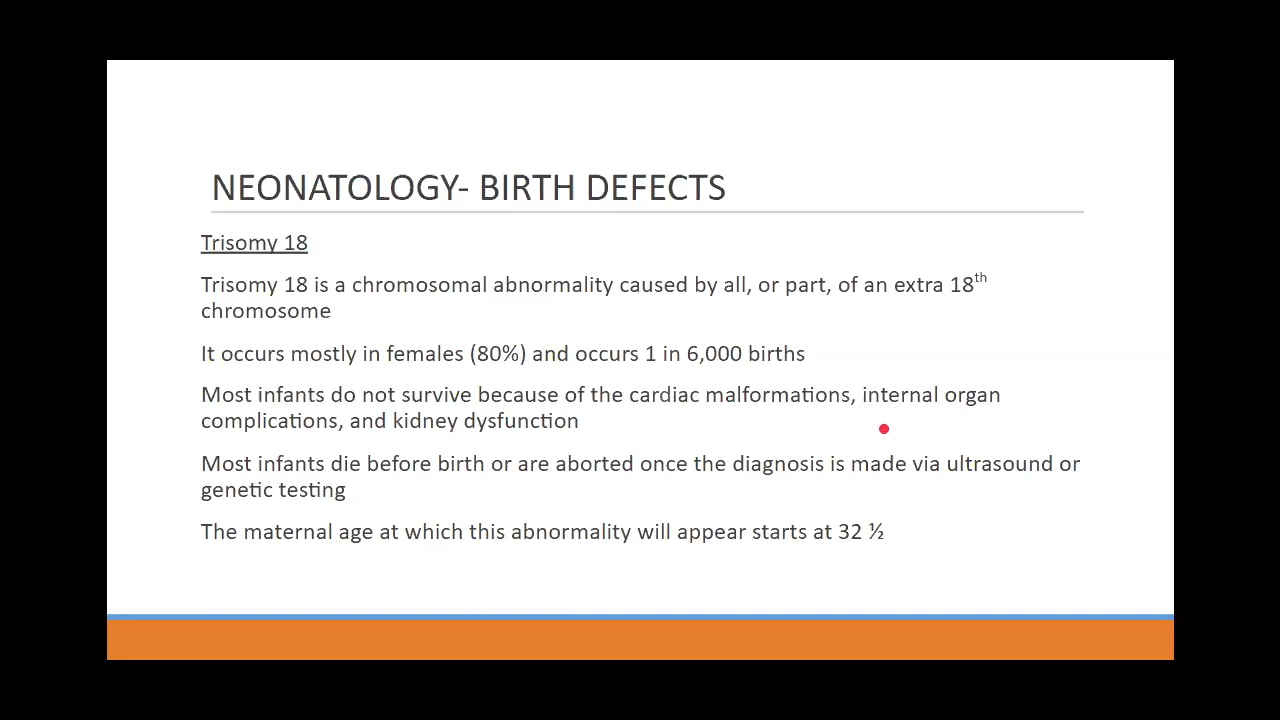 NEONATOLOGY- BIRTH DEFECTS
Trisomy 18
Trisomy 18 is a chromosomal abnormality caused by all, or part, of an extra 18th
chromosome
It occurs mostly in females (80%) and occurs 1 in 6,000 births
Most infants do not survive because of the cardiac malformations, internal organ
complications, and kidney dysfunction
Most infants die before birth or are aborted once the diagnosis is made via ultrasound or
genetic testing
The maternal age at which this abnormality will appear starts at 32 ½